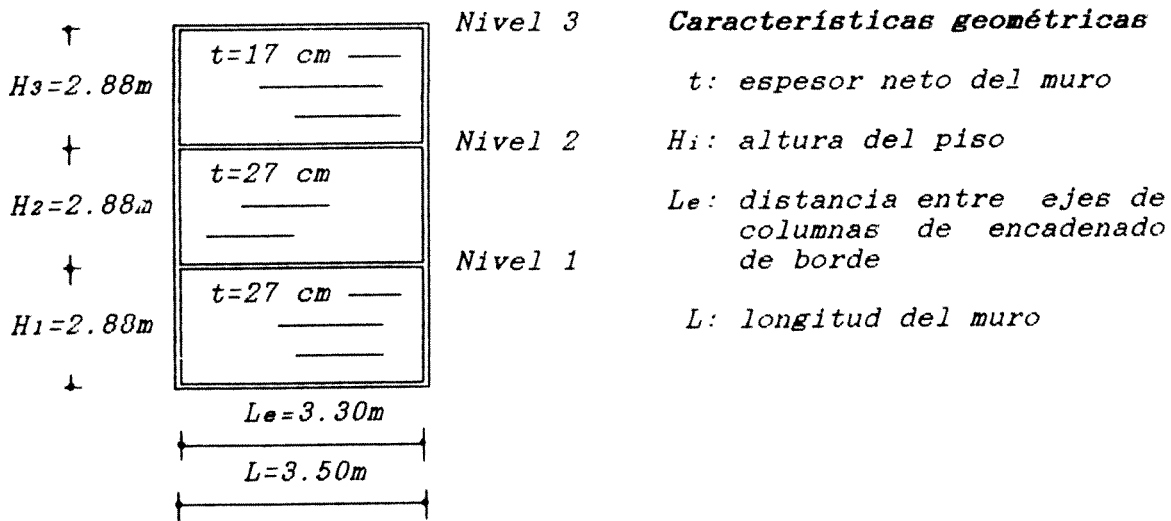 Nivel 3
t=17 cm
H3=2.88m
Nivel 2
t=27 cm
H2=2.88m
Nivel 1
t=27 cm
H1=2.88m
Le=3.30m
L=3.50m
Características geométricas
t: espesor neto del muro
Hi: altura del piso
Le: distancia entre ejes de
columnas de encadenado
de borde
L: longitud del muro